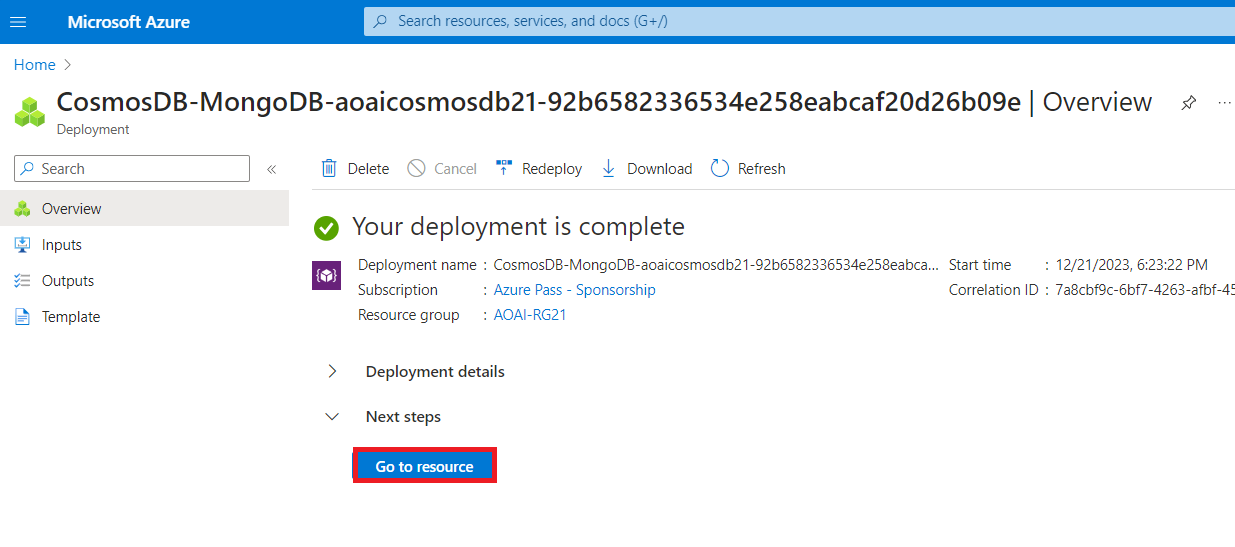 Microsoft Azure
Search resources, services, and docs (G+/)
Home
CosmosDB-MongoDB-aoaicosmosdb21-92b6582336534e258eabcaf20d26b09e | Overview
Deployment
Search
Delete
Cancel
Redeploy
Download
Refresh
Overview
Inputs
Outputs
Template
Your deployment is complete
Deployment name : CosmosDB-MongoDB-aoaicosmosdb21-92b6582336534e258eabca...
Subscription : Azure Pass - Sponsorship
Resource group : AOAI-RG21
Start time : 12/21/2023, 6:23:22 PM
Correlation ID : 7a8cbf9c-6bf7-4263-afbf-45
Deployment details
Next steps
Go to resource